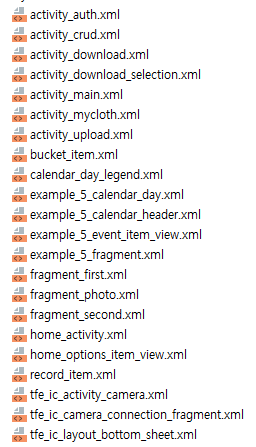 activity_auth.xml
activity_crud.xml
activity_download.xml
activity_download_selection.xml
activity_main.xml
activity_mycloth.xml
activity_upload.xml
bucket_item.xml
calendar_day_legend.xml
example_5_calendar_day.xml
example_5_calendar_header.xml
example_5_event_item_view.xml
example_5_fragment.xml
fragment_first.xml
fragment_photo.xml
fragment_second.xml
home_activity.xml
home_options_item_view.xml
record_item.xml
tfe_ic_activity_camera.xml
tfe_ic_camera_connection_fragment.xml
tfe_ic_layout_bottom_sheet.xml